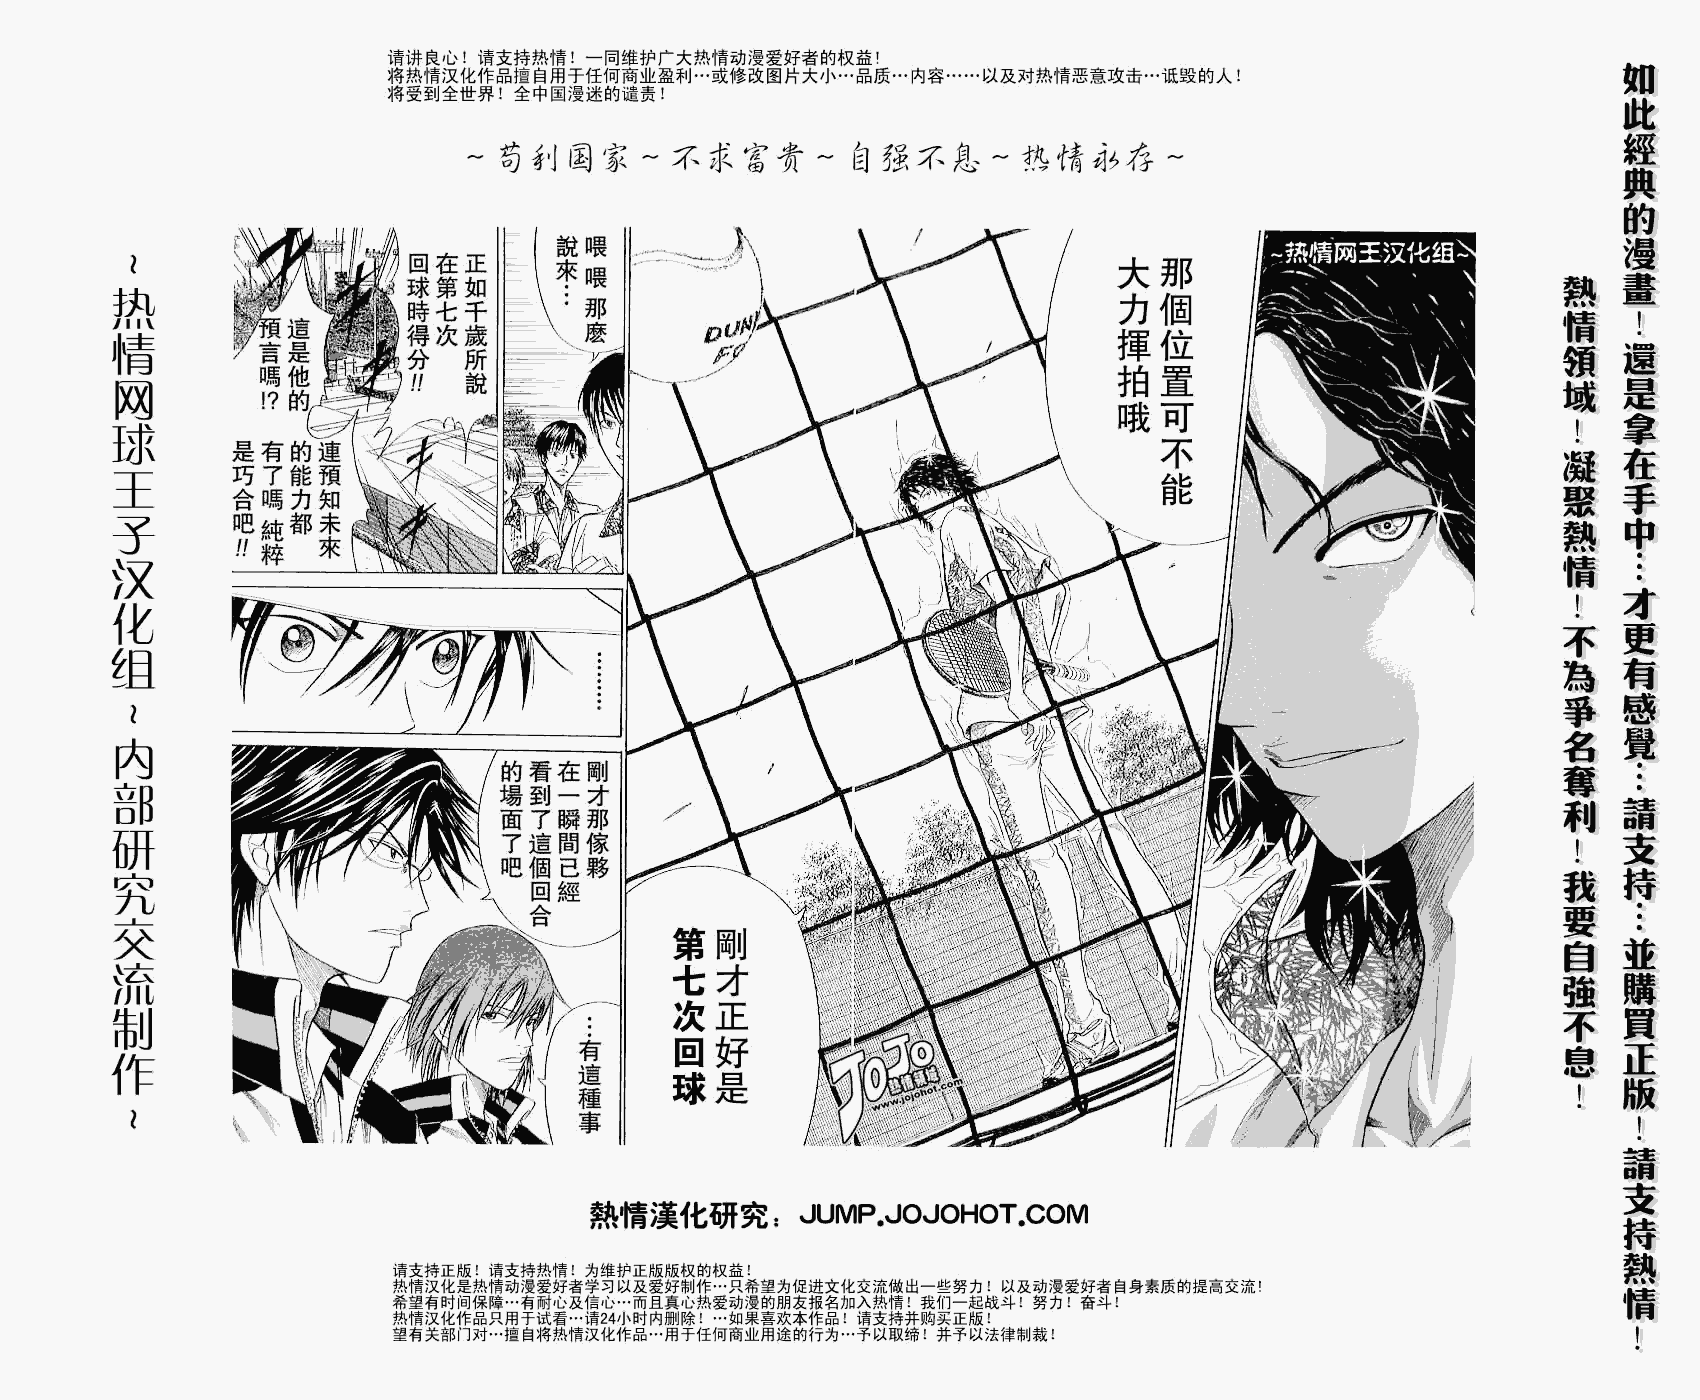 请讲良心！请支持热情！一同维护广大热情动漫爱好者的权益！
将热情汉化作品擅自用于任何商业盈利…或修改图片大小…品质…内容……以及对热情恶意攻击…诋毁的人！
将受到全世界！全中国漫迷的谴责！
～苟利国家～不求富贵～自强不息～热情永存～
如此經典的漫畫！還是拿在手中…才更有感覺…請支持…並購買正版！請支持熱情！
熱情領域！凝聚熱情！不為爭名奪利！我要自強不息！
~热情网王汉化组~
那個位置可不能
大力揮拍哦
DUN
FO
剛才正好是
第七次回球
JOJO
熱情領域
www.jojohot.com
喂喂那麽
說來…
正如千歲所說
在第七次
回球時得分!!
這是他的
預言嗎!?
連預知未來
的能力都
有了嗎 純粹
是巧合吧!!
………
剛才那傢夥
在一瞬間已經
看到了這個回合
的場面了吧
…有這種事
~热情网球王子汉化组~内部研究交流制作~
熱情漢化研究：JUMP.JOJOHOT.COM
请支持正版！请支持热情！为维护正版版权的权益！
热情汉化是热情动漫爱好者学习以及爱好制作…只希望为促进文化交流做出一些努力！以及动漫爱好者自身素质的提高交流！
希望有时间保障…有耐心及信心…而且真心热爱动漫的朋友报名加入热情！我们一起战斗！努力！奋斗！
热情汉化作品只用于试看…请24小时内删除！…如果喜欢本作品！请支持并购买正版！
望有关部门对…擅自将热情汉化作品…用于任何商业用途的行为…予以取缔！并予以法律制裁！